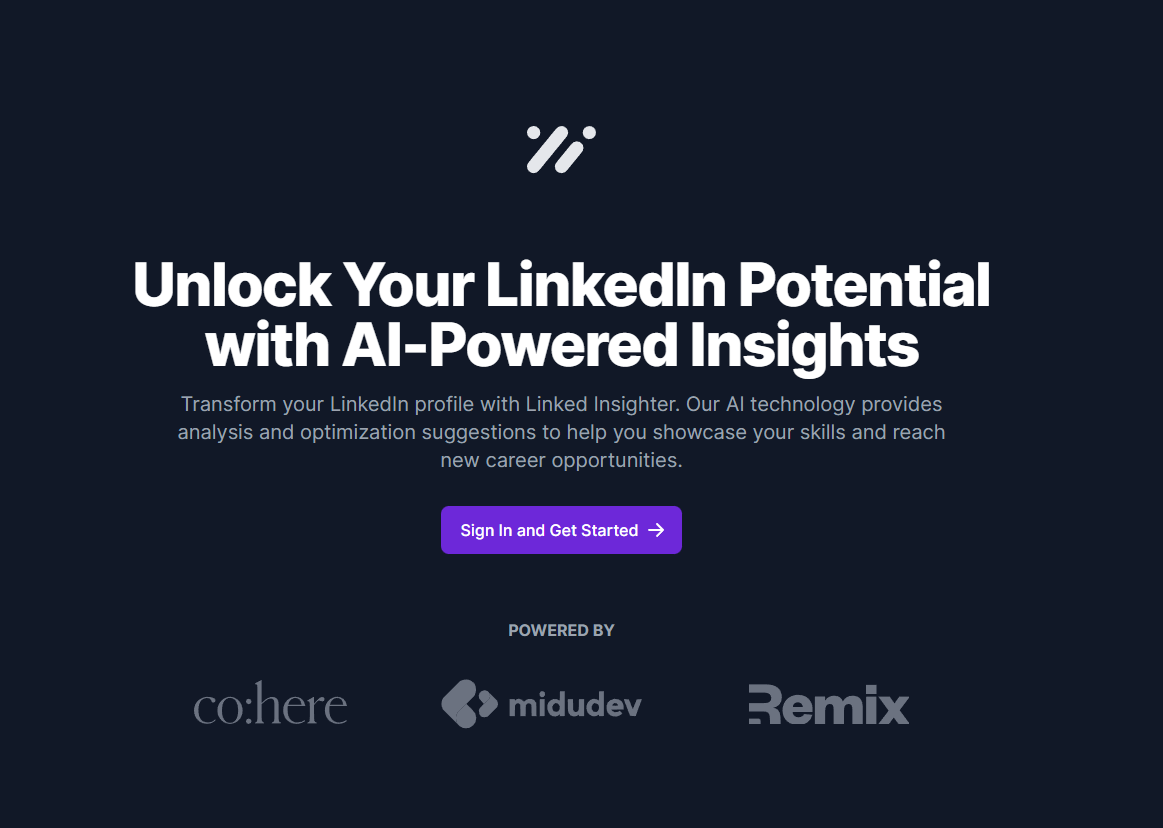 Unlock Your LinkedIn Potential
with AI-Powered Insights
Transform your LinkedIn profile with Linked Insighter. Our AI technology provides
analysis and optimization suggestions to help you showcase your skills and reach
new career opportunities.
Sign In and Get Started →
POWERED BY
co:here
midudev
Remix